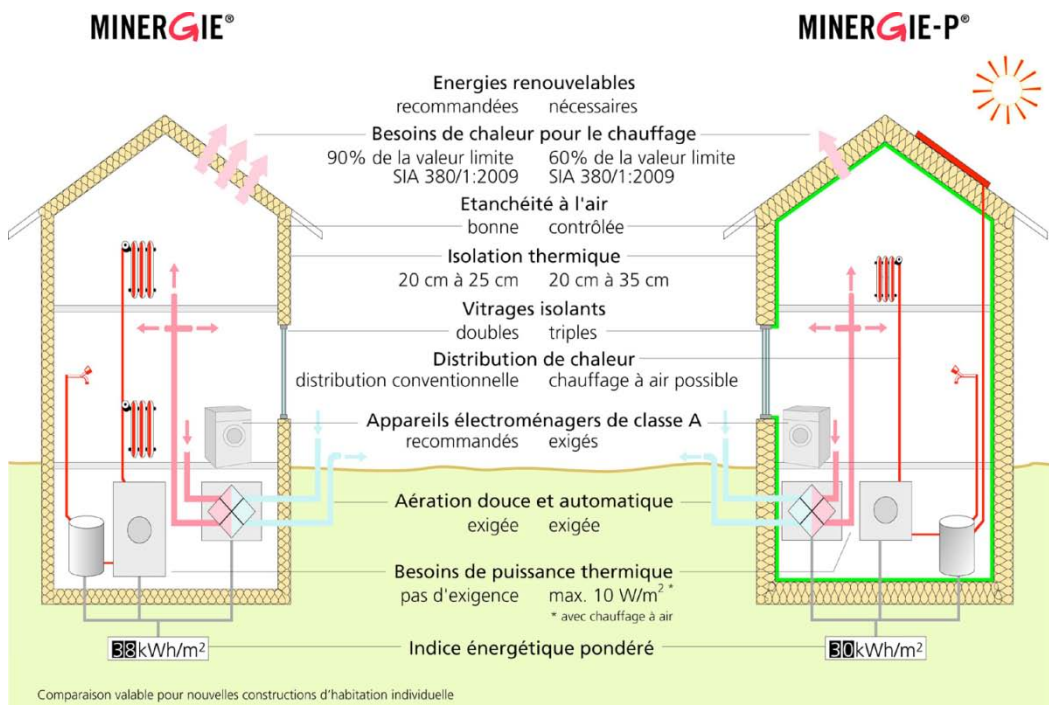 MINERGIE® MINERGIE-P®
Energies renouvelables
recommandées nécessaires
Besoins de chaleur pour le chauffage
90% de la valeur limite 60% de la valeur limite
SIA 380/1:2009 SIA 380/1:2009
Etanchéité à l'air
bonne contrôlée
Isolation thermique
20 cm à 25 cm 20 cm à 35 cm
Vitrages isolants
doubles triples
Distribution de chaleur
distribution conventionnelle chauffage à air possible
Appareils électroménagers de classe A
recommandés exigés
Aération douce et automatique
exigée exigée
Besoins de puissance thermique
pas d'exigence max. 10 W/m² *
* avec chauffage à air
38kWh/m² Indice énergétique pondéré 30kWh/m²
Comparaison valable pour nouvelles constructions d'habitation individuelle